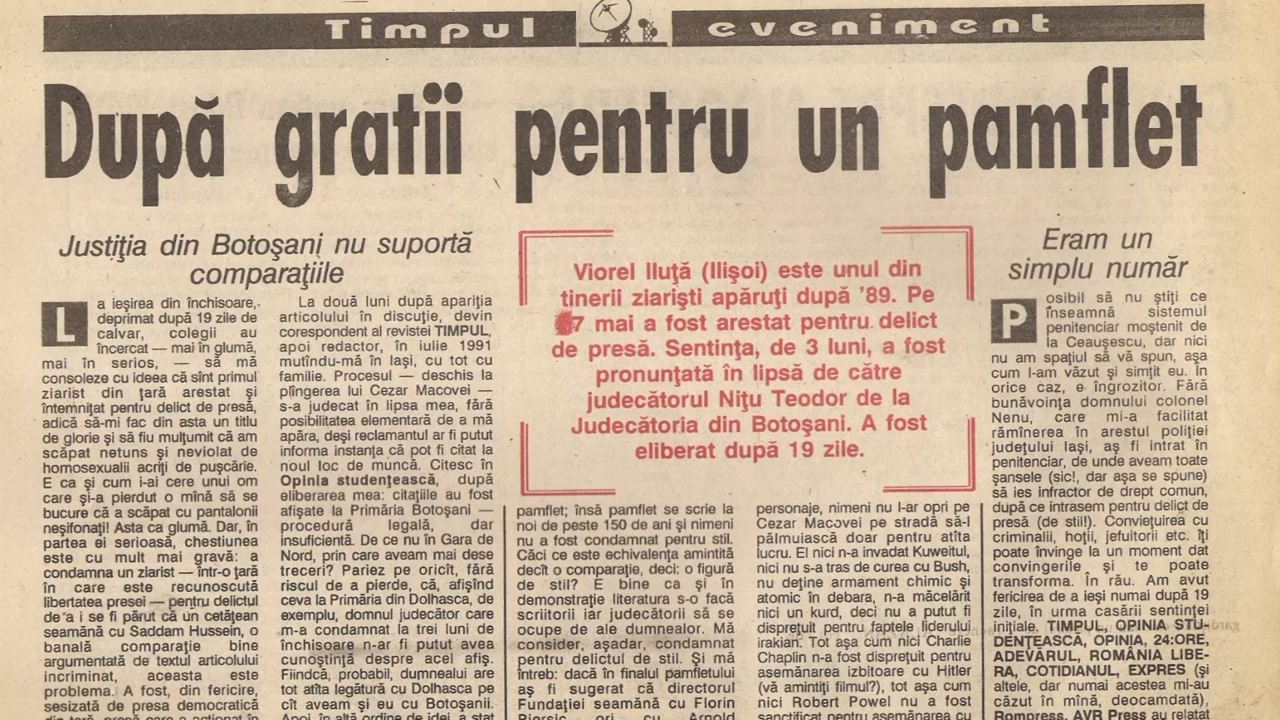 Timpul eveniment
După gratii pentru un pamflet
Justiţia din Botoşani nu suportă
comparaţiile
La ieşirea din închisoare,
deprimat după 19 zile de
calvar, colegii au
încercat — mai în glumă,
mai în serios, — să mă
consoleze cu ideea că sînt primul
ziarist din ţară arestat şi
întemniţat pentru delict de presă,
adică să-mi fac din asta un titlu
de glorie şi să fiu mulţumit că am
scăpat netuns şi neviolat de
homosexualii acriţi de puşcărie.
E ca şi cum i-ai cere unui om
care şi-a pierdut o mînă să se
bucure că a scăpat cu pantalonii
neşifonaţi! Asta ca glumă. Dar, în
partea ei serioasă, chestiunea
este cu mult mai gravă: a
condamna un ziarist — într-o ţară
în care este recunoscută
libertatea presei — pentru delictul
de a i se fi părut că un cetăţean
seamănă cu Saddam Hussein, o
banală comparaţie bine
argumentată de textul articolului
incriminat, aceasta este
problema. A fost, din fericire,
sesizată de presa democratică
din ţară, presă care a acţionat în
La două luni după apariţia
articolului în discuţie, devin
corespondent al revistei TIMPUL,
apoi redactor, în iulie 1991
mutîndu-mă în Iaşi, cu tot cu
familie. Procesul — deschis la
plîngerea lui Cezar Macovei —
s-a judecat în lipsa mea, fără
posibilitatea elementară de a mă
apăra, deşi reclamantul ar fi putut
informa instanţa că pot fi citat la
noul loc de muncă. Citesc în
Opinia studenţească, după
eliberarea mea: citaţiile au fost
afişate la Primăria Botoşani —
procedură legală, dar
insuficientă. De ce nu în Gara de
Nord, prin care aveam mai dese
treceri? Pariez pe oricît, fără
riscul de a pierde, că, afişînd
ceva la Primăria din Dolhasca, de
exemplu, domnul judecător care
m-a condamnat la trei luni de
închisoare n-ar fi putut avea
cunoştinţă despre acel afiş.
Fiindcă, probabil, dumnealui are
tot atîta legătură cu Dolhasca pe
cît aveam şi eu cu Botoşanii.
Apoi, în altă ordine de idei, a stat
Viorel Iluţă (Ilişoi) este unul din
tinerii ziarişti apăruţi după '89. Pe
7 mai a fost arestat pentru delict
de presă. Sentinţa, de 3 luni, a fost
pronunţată în lipsă de către
judecătorul Niţu Teodor de la
Judecătoria din Botoşani. A fost
eliberat după 19 zile.
pamflet; însă pamflet se scrie la
noi de peste 150 de ani şi nimeni
nu a fost condamnat pentru stil.
Căci ce este echivalenţa amintită
decît o comparaţie, deci: o figură
de stil? E bine ca şi în
demonstraţie literatura s-o facă
scriitorii iar judecătorii să se
ocupe de ale dumnealor. Mă
consider, aşadar, condamnat
pentru delictul de stil. Şi mă
întreb: dacă în finalul pamfletului
aş fi sugerat că directorul
Fundaţiei seamănă cu Florin
Piersic ori cu Arnold
personaje, nimeni nu l-ar opri pe
Cezar Macovei pe stradă să-l
pălmuiască doar pentru atîta
lucru. El nici n-a invadat Kuweitul,
nici nu s-a tras de curea cu Bush,
nu deţine armament chimic şi
atomic în debara, n-a măcelărit
nici un kurd, deci nu a putut fi
dispreţuit pentru faptele liderului
irakian. Tot aşa cum nici Charlie
Chaplin n-a fost dispreţuit pentru
asemănarea izbitoare cu Hitler
(vă amintiţi filmul?), tot aşa cum
nici Robert Powel nu a fost
sanctificat pentru asemănarea cu
Eram un
simplu număr
Posibil să nu ştiţi ce
înseamnă sistemul
penitenciar moştenit de
la Ceauşescu, dar nici
nu am spaţiul să vă spun, aşa
cum l-am văzut şi simţit eu. În
orice caz, e îngrozitor. Fără
bunăvoinţa domnului colonel
Nenu, care mi-a facilitat
rămînerea în arestul poliţiei
judeţului Iaşi, aş fi intrat în
penitenciar, de unde aveam toate
şansele (sic!, dar aşa se spune)
să ies infractor de drept comun,
după ce intrasem pentru delict de
presă (de stil!). Convieţuirea cu
criminalii, hoţii, jefuitorii etc. îţi
poate învinge la un moment dat
convingerile şi te poate
transforma. În rău. Am avut
fericirea de a ieşi numai după 19
zile, în urma casării sentinţei
iniţiale. TIMPUL, OPINIA STU-
DENŢEASCĂ, OPINIA, 24:ORE,
ADEVĂRUL, ROMÂNIA LIBE-
RA, COTIDIANUL, EXPRES (şi
altele, dar numai acestea mi-au
căzut în mînă, deocamdată),
Rompress, AVR Press au relatat